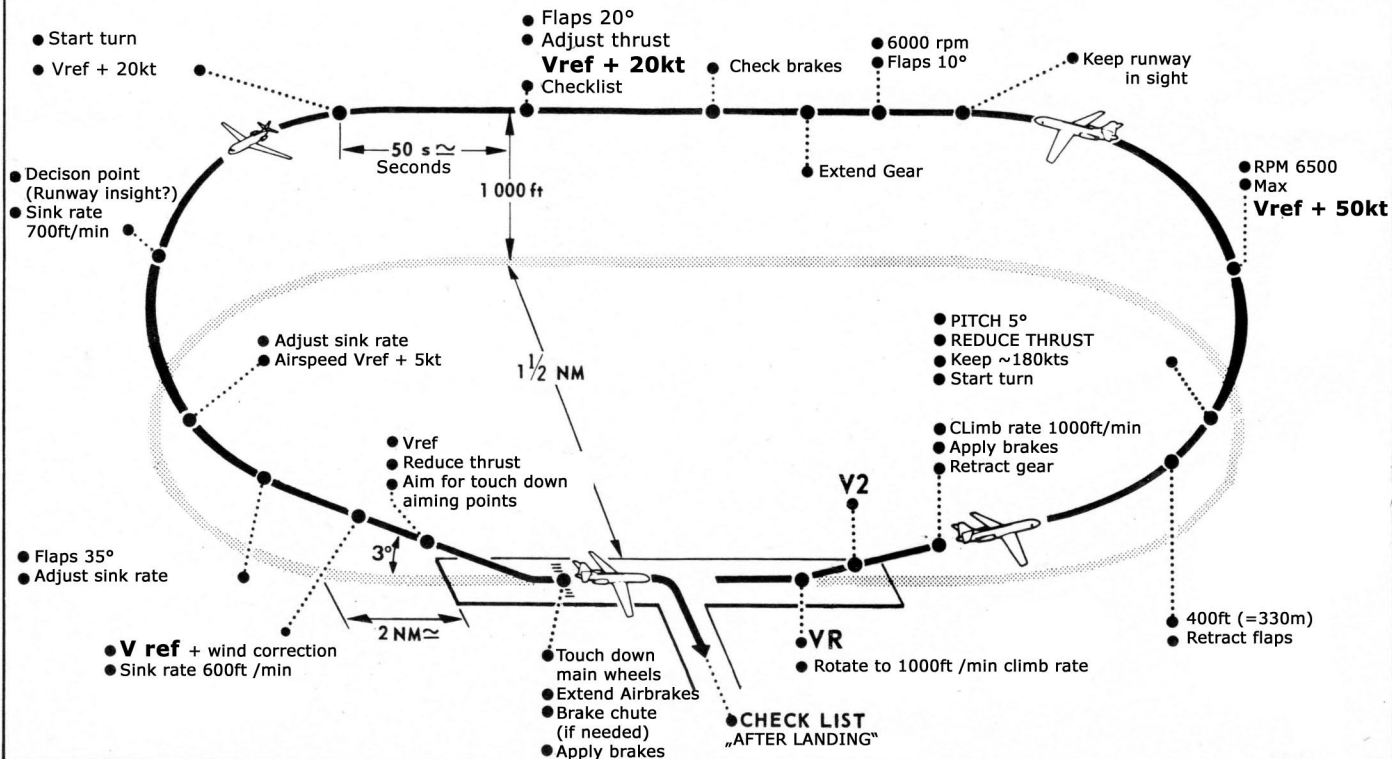 Start turn
Vref + 20kt
Flaps 20°
Adjust thrust
Vref + 20kt
Checklist
Check brakes
6000 rpm
Flaps 10°
Keep runway
in sight
50 s ≃
Seconds
1 000 ft
Extend Gear
Decison point
(Runway insight?)
Sink rate
700ft/min
RPM 6500
Max
Vref + 50kt
Adjust sink rate
Airspeed Vref + 5kt
1 1/2 NM
PITCH 5°
REDUCE THRUST
Keep ~180kts
Start turn
Vref
Reduce thrust
Aim for touch down
aiming points
V2
CLimb rate 1000ft/min
Apply brakes
Retract gear
Flaps 35°
Adjust sink rate
3°
2 NM≃
V ref + wind correction
Sink rate 600ft /min
Touch down
main wheels
Extend Airbrakes
Brake chute
(if needed)
Apply brakes
VR
Rotate to 1000ft /min climb rate
400ft (=330m)
Retract flaps
CHECK LIST
„AFTER LANDING“